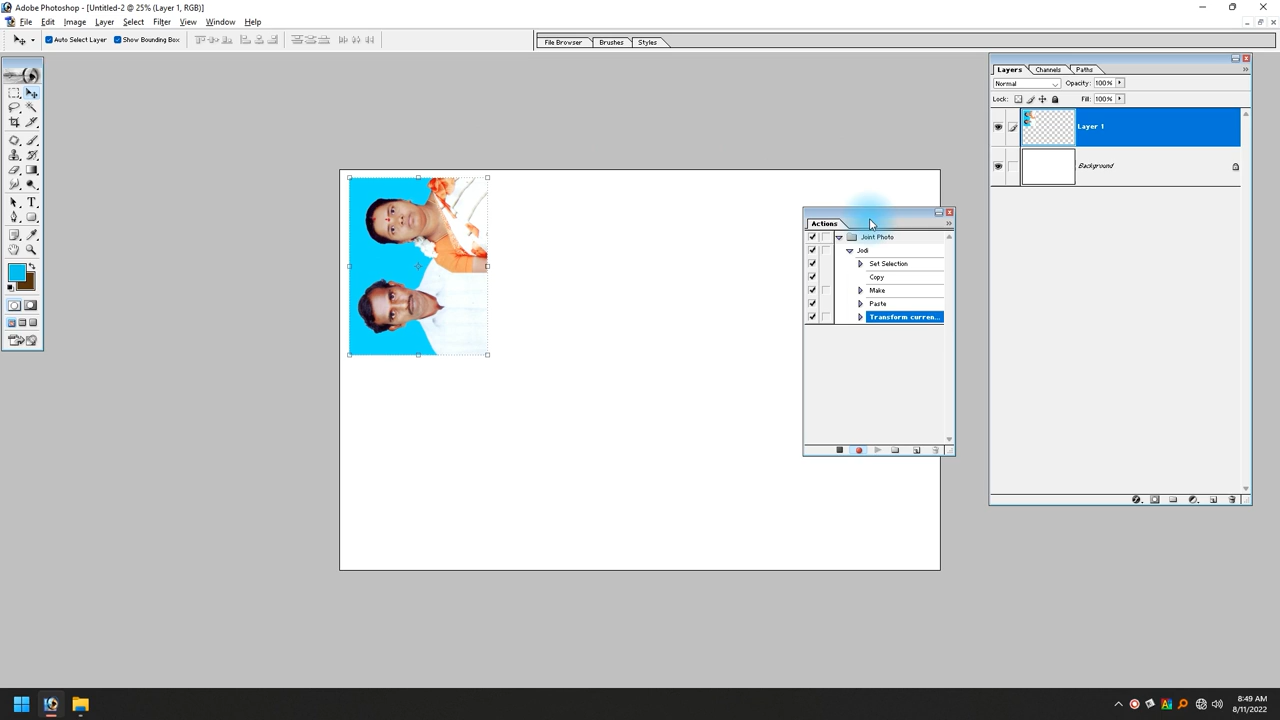 Adobe Photoshop - [Untitled-2 @ 25% (Layer 1, RGB)]
File Edit Image Layer Select Filter View Window Help
Auto Select Layer Show Bounding Box
File Browser Brushes Styles
Layers Channels Paths
Normal Opacity: 100%
Lock: Fill: 100%
Layer 1
Background
Actions
Joint Photo
Jodi
Set Selection
Copy
Make
Paste
Transform curren...
8:49 AM
8/11/2022